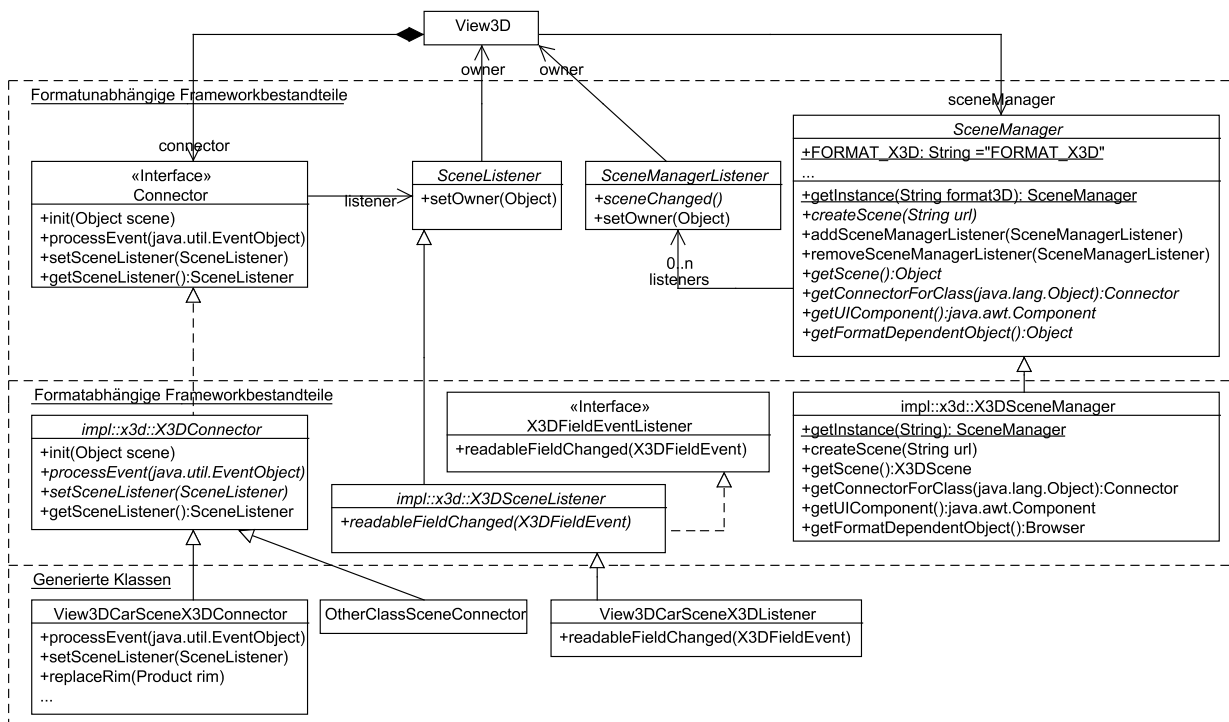 View3D
owner
owner
Formatunabhängige Frameworkbestandteile
sceneManager
connector
«Interface»
Connector
+init(Object scene)
+processEvent(java.util.EventObject)
+setSceneListener(SceneListener)
+getSceneListener():SceneListener
listener
SceneListener
+setOwner(Object)
SceneManagerListener
+sceneChanged()
+setOwner(Object)
0..n
listeners
SceneManager
+FORMAT_X3D: String ="FORMAT_X3D"
...
+getInstance(String format3D): SceneManager
+createScene(String url)
+addSceneManagerListener(SceneManagerListener)
+removeSceneManagerListener(SceneManagerListener)
+getScene():Object
+getConnectorForClass(java.lang.Object):Connector
+getUIComponent():java.awt.Component
+getFormatDependentObject():Object
Formatabhängige Frameworkbestandteile
impl::x3d::X3DConnector
+init(Object scene)
+processEvent(java.util.EventObject)
+setSceneListener(SceneListener)
+getSceneListener():SceneListener
«Interface»
X3DFieldEventListener
+readableFieldChanged(X3DFieldEvent)
impl::x3d::X3DSceneListener
+readableFieldChanged(X3DFieldEvent)
impl::x3d::X3DSceneManager
+getInstance(String): SceneManager
+createScene(String url)
+getScene():X3DScene
+getConnectorForClass(java.lang.Object):Connector
+getUIComponent():java.awt.Component
+getFormatDependentObject():Browser
Generierte Klassen
View3DCarSceneX3DConnector
+processEvent(java.util.EventObject)
+setSceneListener(SceneListener)
+replaceRim(Product rim)
...
OtherClassSceneConnector
View3DCarSceneX3DListener
+readableFieldChanged(X3DFieldEvent)